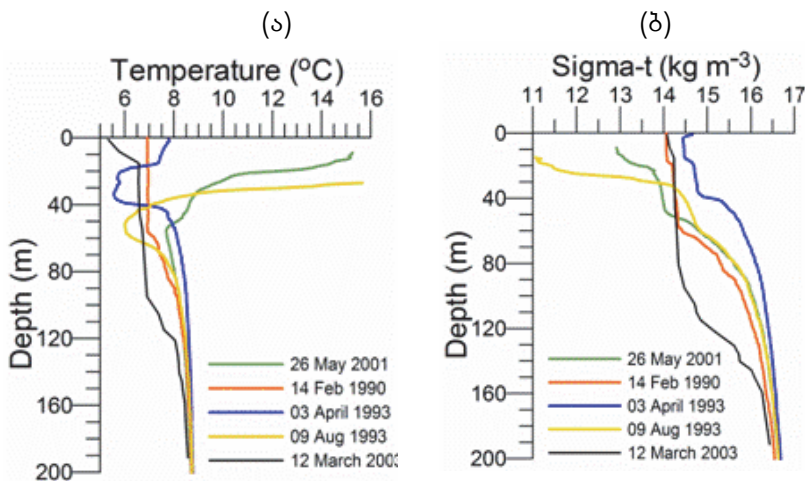 (ა)
Temperature (ºC)
6 8 10 12 14 16
0
40
80
120
160
200
Depth (m)
26 May 2001
14 Feb 1990
03 April 1993
09 Aug 1993
12 March 2003
(ბ)
Sigma-t (kg m⁻³)
11 12 13 14 15 16 17
0
40
80
120
160
200
Depth (m)
26 May 2001
14 Feb 1990
03 April 1993
09 Aug 1993
12 March 2003